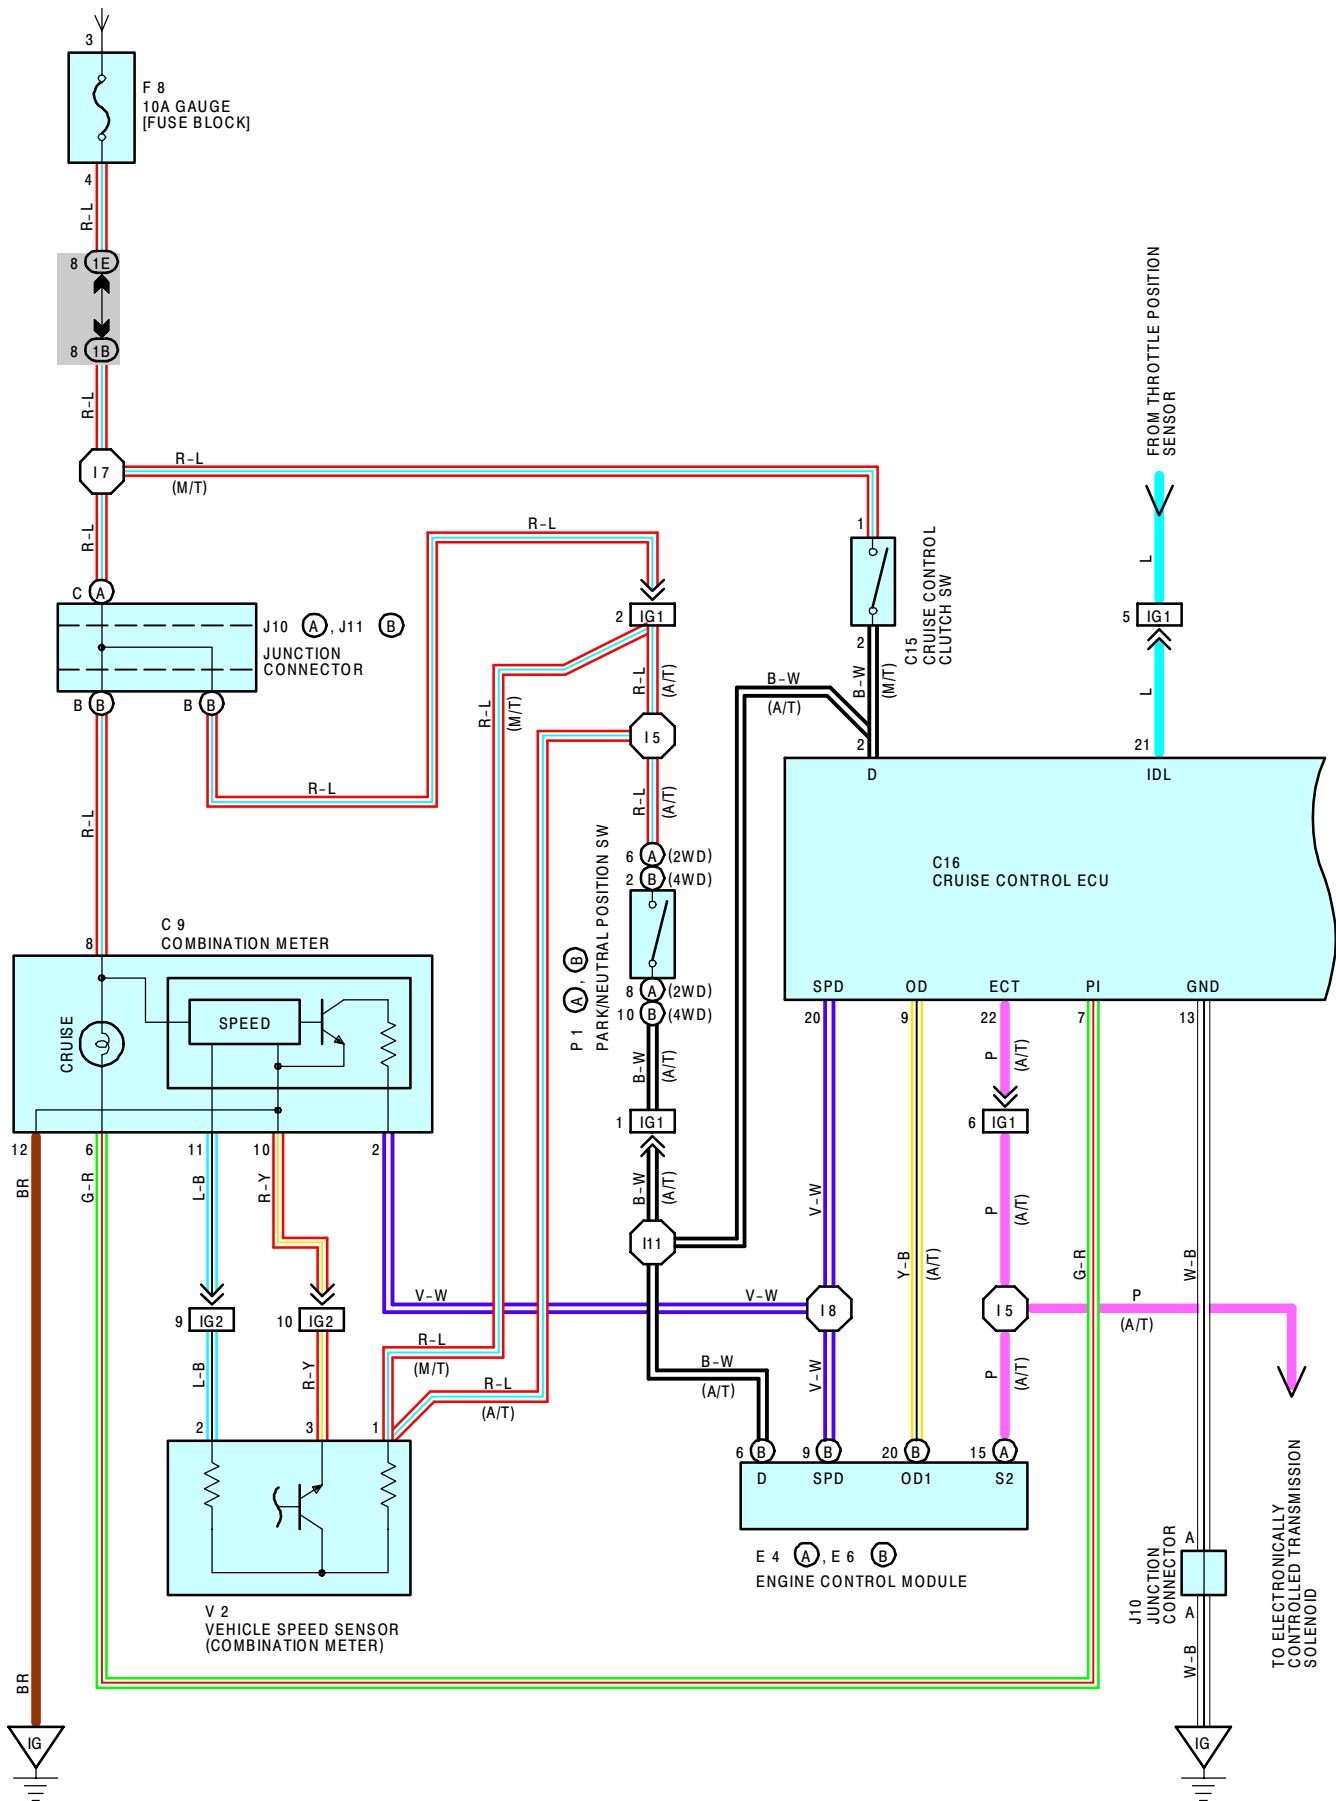 3
F 8
10A GAUGE
[FUSE BLOCK]
4
R-L
8 1E
8 1B
R-L
I 7
R-L
(M/T)
R-L
C A
J10 A , J11 B
JUNCTION
CONNECTOR
B B
B B
R-L
R-L
R-L
2 IG1
R-L
(M/T)
R-L
(A/T)
I 5
R-L
(A/T)
6 A (2WD)
2 B (4WD)
P 1 A , B
PARK/NEUTRAL POSITION SW
8 A (2WD)
10 B (4WD)
B-W
(A/T)
1 IG1
B-W
(A/T)
I11
1
C15
CRUISE CONTROL
CLUTCH SW
2
B-W
(M/T)
B-W
(A/T)
2
D
FROM THROTTLE POSITION
SENSOR
L
5 IG1
L
21
IDL
C16
CRUISE CONTROL ECU
SPD
OD
ECT
PI
GND
20
9
22
7
13
C 9
COMBINATION METER
8
CRUISE
SPEED
12
6
11
10
2
BR
G-R
L-B
R-Y
9 IG2
10 IG2
L-B
R-Y
V-W
V-W
V-W
I 8
V-W
Y-B
(A/T)
P
(A/T)
6 IG1
P
(A/T)
I 5
P
(A/T)
P
(A/T)
G-R
W-B
R-L
(M/T)
R-L
(A/T)
B-W
(A/T)
2
3
1
V 2
VEHICLE SPEED SENSOR
(COMBINATION METER)
6 B
9 B
20 B
15 A
D
SPD
OD1
S2
E 4 A , E 6 B
ENGINE CONTROL MODULE
TO ELECTRONICALLY
CONTROLLED TRANSMISSION
SOLENOID
A
J10
JUNCTION
CONNECTOR
A
W-B
BR
IG
IG